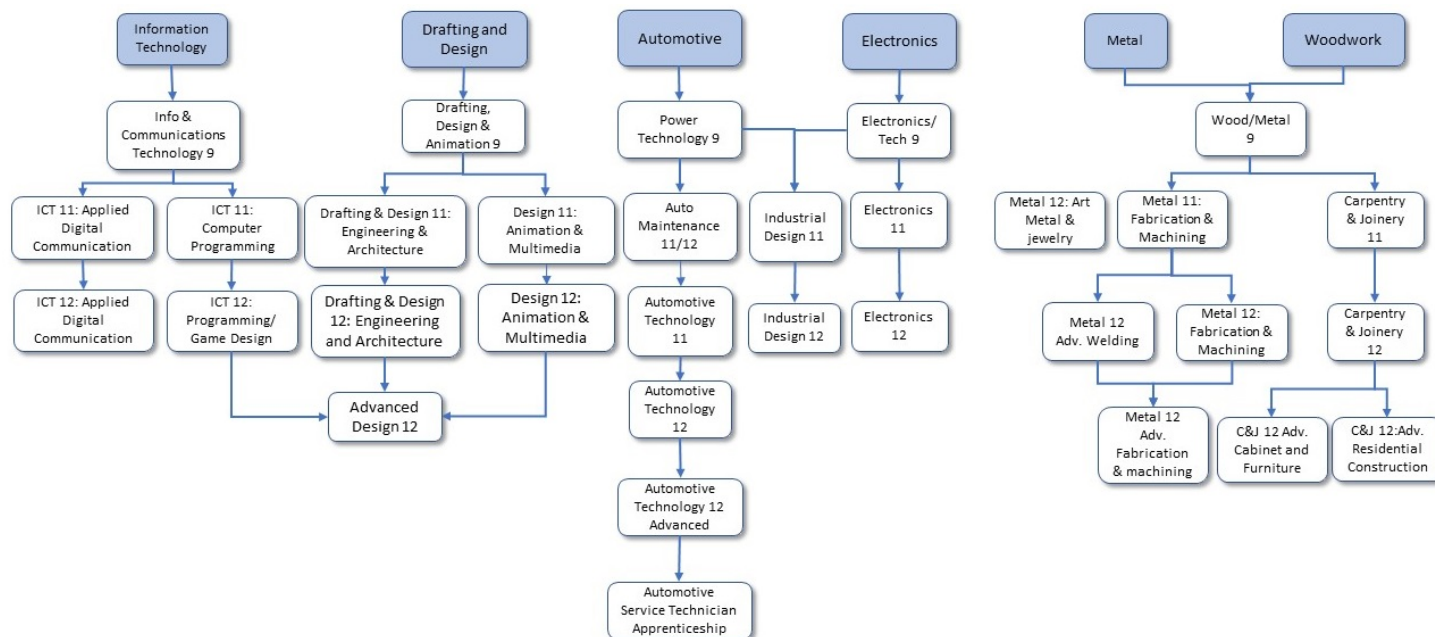 Information
Technology
Drafting and
Design
Automotive
Electronics
Metal
Woodwork
Info &
Communications
Technology 9
Drafting,
Design &
Animation 9
Power
Technology 9
Electronics/
Tech 9
Wood/Metal
9
ICT 11: Applied
Digital
Communication
ICT 11:
Computer
Programming
Drafting & Design 11:
Engineering &
Architecture
Design 11:
Animation &
Multimedia
Auto
Maintenance
11/12
Industrial
Design 11
Electronics
11
Metal 12: Art
Metal &
jewelry
Metal 11:
Fabrication &
Machining
Carpentry
& Joinery
11
ICT 12: Applied
Digital
Communication
ICT 12:
Programming/
Game Design
Drafting & Design
12: Engineering
and Architecture
Design 12:
Animation &
Multimedia
Automotive
Technology
11
Industrial
Design 12
Electronics
12
Metal 12
Adv. Welding
Metal 12:
Fabrication &
Machining
Carpentry
& Joinery
12
Advanced
Design 12
Automotive
Technology
12
Metal 12
Adv.
Fabrication
& machining
C&J 12 Adv.
Cabinet and
Furniture
C&J 12:Adv.
Residential
Construction
Automotive
Technology 12
Advanced
Automotive
Service Technician
Apprenticeship